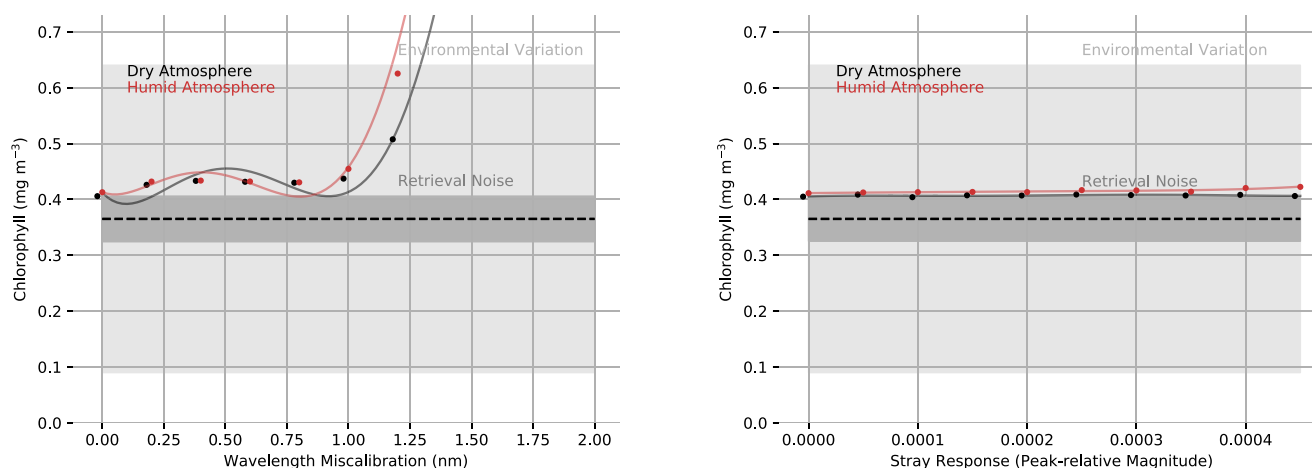 0.7
0.6
0.5
0.4
0.3
0.2
0.1
0.0
Chlorophyll (mg m⁻³)
Environmental Variation
Dry Atmosphere
Humid Atmosphere
Retrieval Noise
0.00 0.25 0.50 0.75 1.00 1.25 1.50 1.75 2.00
Wavelength Miscalibration (nm)
0.7
0.6
0.5
0.4
0.3
0.2
0.1
0.0
Chlorophyll (mg m⁻³)
Environmental Variation
Dry Atmosphere
Humid Atmosphere
Retrieval Noise
0.0000 0.0001 0.0002 0.0003 0.0004
Stray Response (Peak-relative Magnitude)